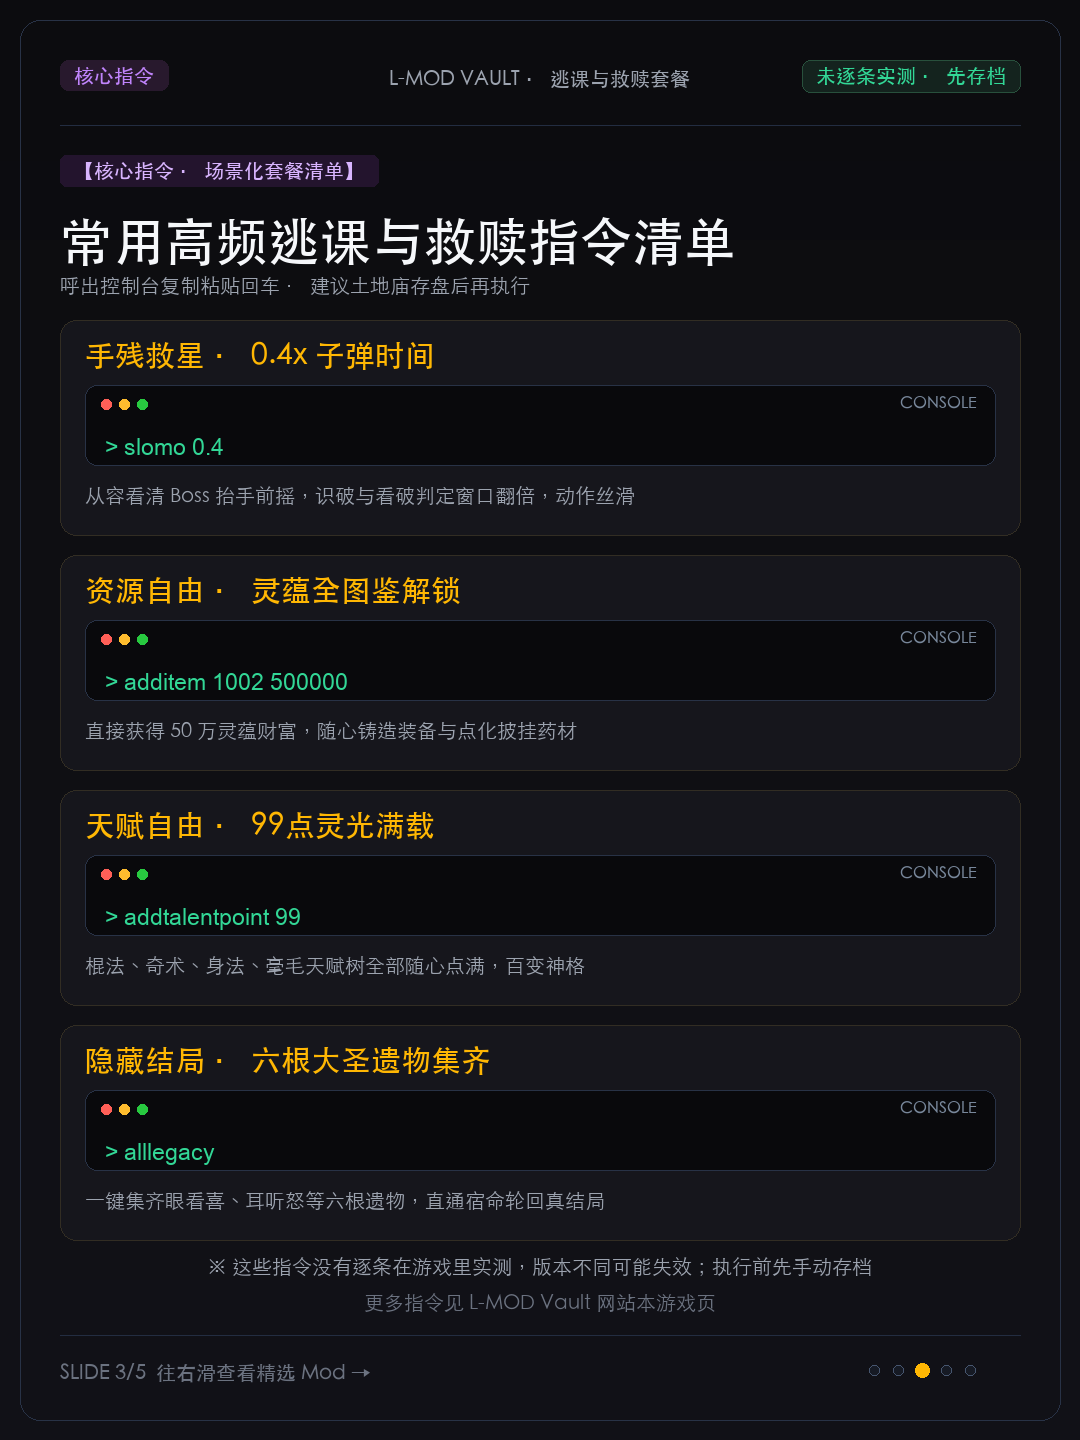 核心指令
L-MOD VAULT · 逃课与救赎套餐
未逐条实测 · 先存档
【核心指令 · 场景化套餐清单】
常用高频逃课与救赎指令清单
呼出控制台复制粘贴回车 · 建议土地庙存盘后再执行
手残救星 · 0.4x 子弹时间
CONSOLE
> slomo 0.4
从容看清 Boss 抬手前摇，识破与看破判定窗口翻倍，动作丝滑
资源自由 · 灵蕴全图鉴解锁
CONSOLE
> additem 1002 500000
直接获得 50 万灵蕴财富，随心铸造装备与点化披挂药材
天赋自由 · 99点灵光满载
CONSOLE
> addtalentpoint 99
棍法、奇术、身法、毫毛天赋树全部随心点满，百变神格
隐藏结局 · 六根大圣遗物集齐
CONSOLE
> alllegacy
一键集齐眼看喜、耳听怒等六根遗物，直通宿命轮回真结局
※ 这些指令没有逐条在游戏里实测，版本不同可能失效；执行前先手动存档
更多指令见 L-MOD Vault 网站本游戏页
SLIDE 3/5 往右滑查看精选 Mod →